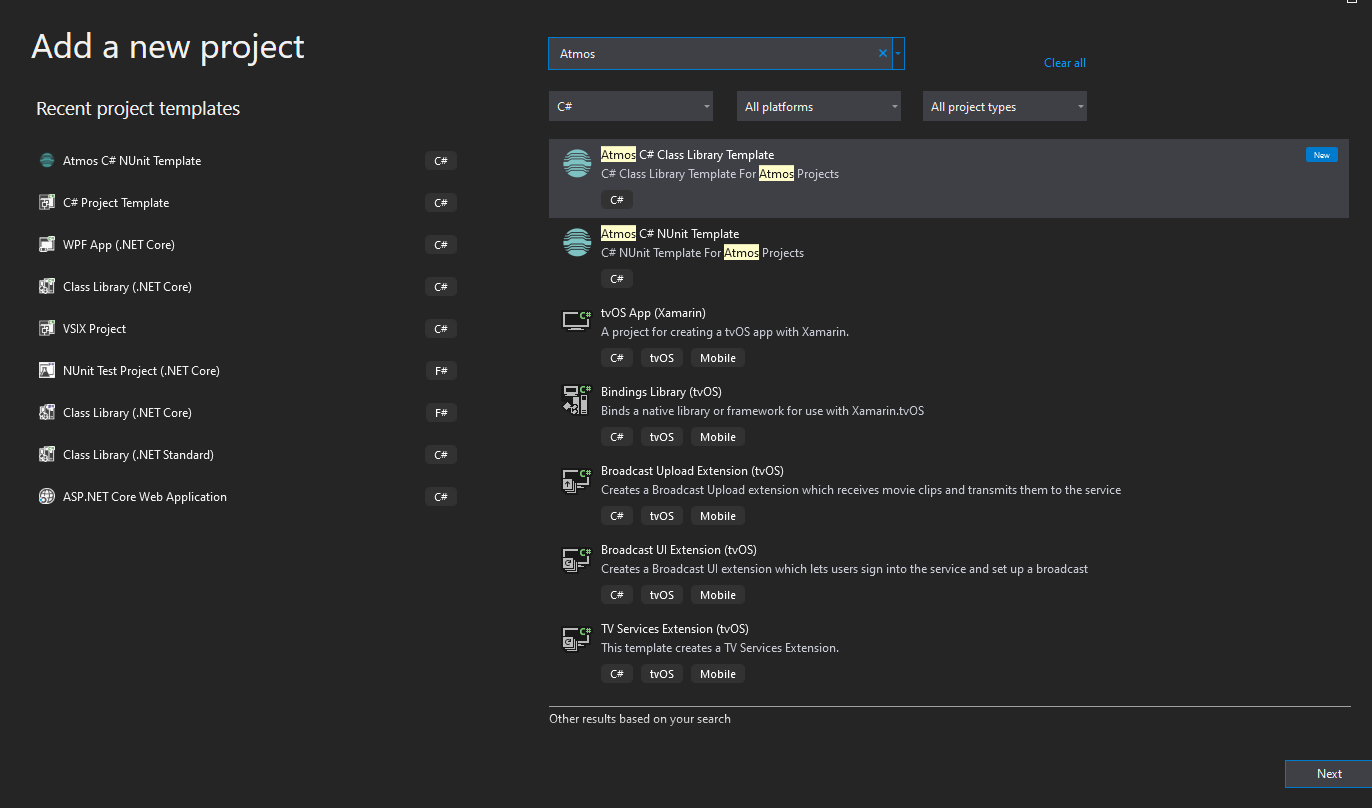 Add a new project
Recent project templates
Atmos C# NUnit Template C#
C# Project Template C#
WPF App (.NET Core) C#
Class Library (.NET Core) C#
VSIX Project C#
NUnit Test Project (.NET Core) F#
Class Library (.NET Core) F#
Class Library (.NET Standard) C#
ASP.NET Core Web Application C#
Atmos
Clear all
C# All platforms All project types
Atmos C# Class Library Template New
C# Class Library Template For Atmos Projects
C#
Atmos C# NUnit Template
C# NUnit Template For Atmos Projects
C#
tvOS App (Xamarin)
A project for creating a tvOS app with Xamarin.
C# tvOS Mobile
Bindings Library (tvOS)
Binds a native library or framework for use with Xamarin.tvOS
C# tvOS Mobile
Broadcast Upload Extension (tvOS)
Creates a Broadcast Upload extension which receives movie clips and transmits them to the service
C# tvOS Mobile
Broadcast UI Extension (tvOS)
Creates a Broadcast UI extension which lets users sign into the service and set up a broadcast
C# tvOS Mobile
TV Services Extension (tvOS)
This template creates a TV Services Extension.
C# tvOS Mobile
Other results based on your search
Next